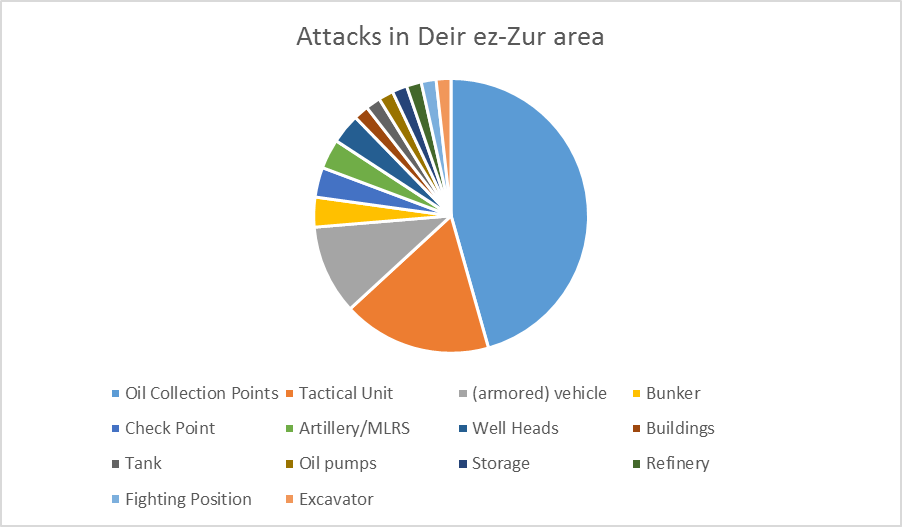 Attacks in Deir ez-Zur area
Oil Collection Points Tactical Unit (armored) vehicle Bunker
Check Point Artillery/MLRS Well Heads Buildings
Tank Oil pumps Storage Refinery
Fighting Position Excavator